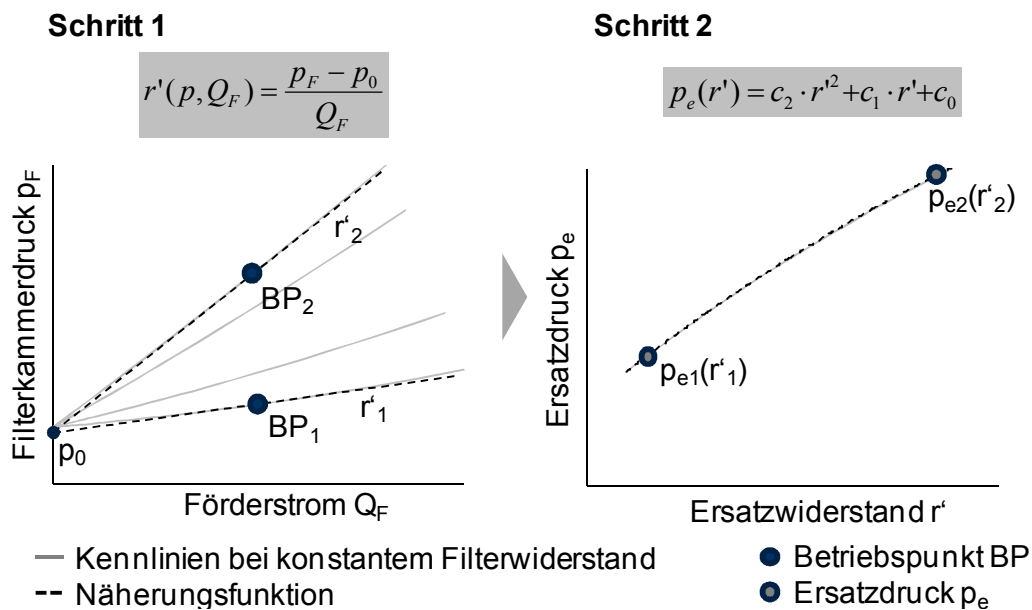 Schritt 1
r'(p,Q_F) = (p_F − p_0) / Q_F
Filterkammerdruck p_F
r‘_2
BP_2
r‘_1
BP_1
p_0
Förderstrom Q_F
Schritt 2
p_e(r') = c_2 · r'² + c_1 · r' + c_0
Ersatzdruck p_e
p_e2(r‘_2)
p_e1(r‘_1)
Ersatzwiderstand r‘
Kennlinien bei konstantem Filterwiderstand
Näherungsfunktion
Betriebspunkt BP
Ersatzdruck p_e